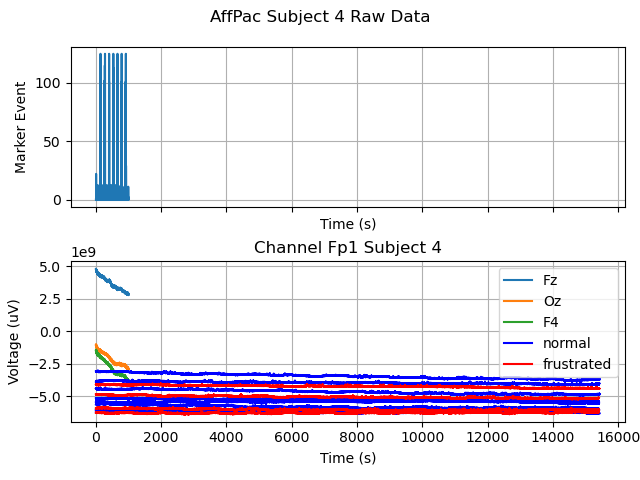 AffPac Subject 4 Raw Data
100
50
0
Marker Event
Time (s)
Channel Fp1 Subject 4
1e9
5.0
2.5
0.0
−2.5
−5.0
Voltage (uV)
Fz
Oz
F4
normal
frustrated
0 2000 4000 6000 8000 10000 12000 14000 16000
Time (s)